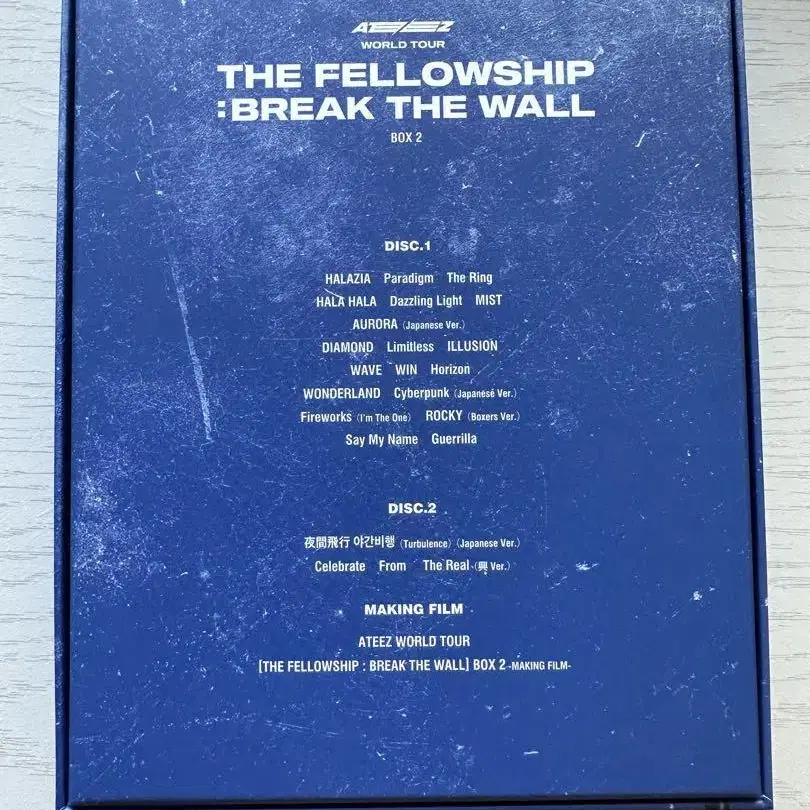 ATEEZ
WORLD TOUR
THE FELLOWSHIP
:BREAK THE WALL
BOX 2
DISC.1
HALAZIA Paradigm The Ring
HALA HALA Dazzling Light MIST
AURORA (Japanese Ver.)
DIAMOND Limitless ILLUSION
WAVE WIN Horizon
WONDERLAND Cyberpunk (Japanese Ver.)
Fireworks (I'm The One) ROCKY (Boxers Ver.)
Say My Name Guerrilla
DISC.2
夜間飛行 야간비행 (Turbulence) (Japanese Ver.)
Celebrate From The Real (興 Ver.)
MAKING FILM
ATEEZ WORLD TOUR
[THE FELLOWSHIP : BREAK THE WALL] BOX 2 -MAKING FILM-